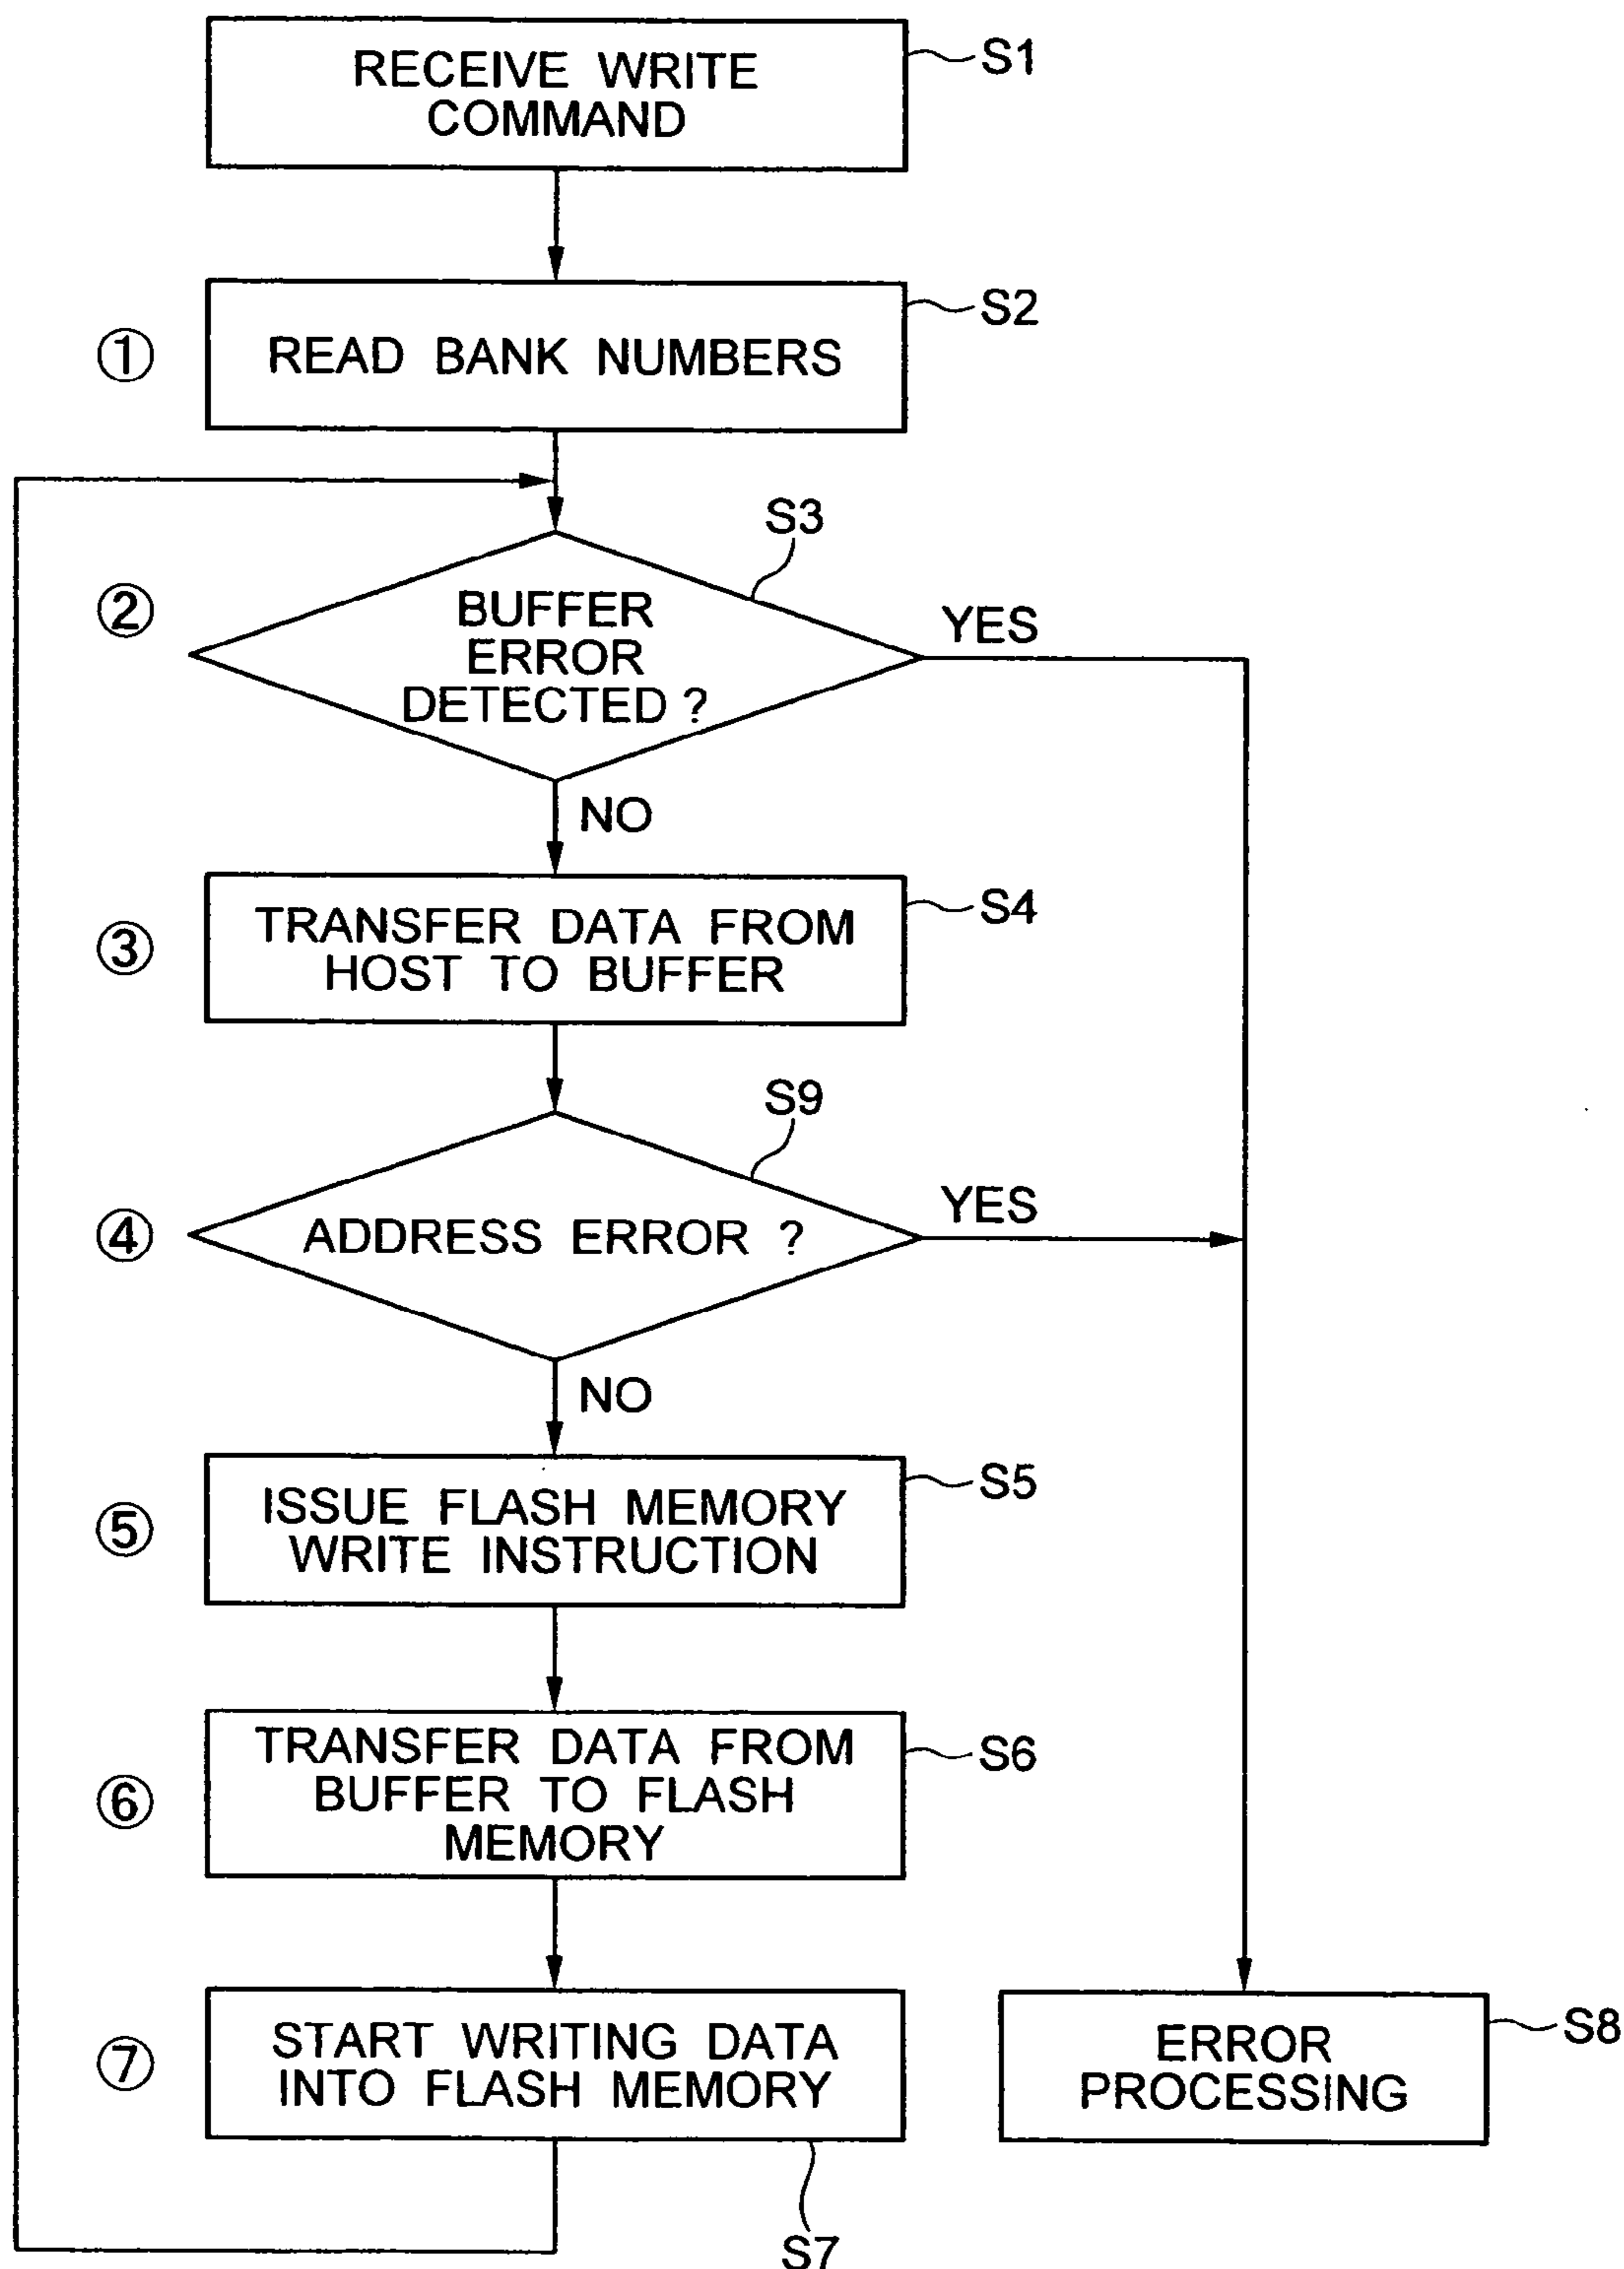 RECEIVE WRITE
COMMAND
S1
① READ BANK NUMBERS
S2
S3
② BUFFER
ERROR
DETECTED ?
YES
NO
③ TRANSFER DATA FROM
HOST TO BUFFER
S4
S9
④ ADDRESS ERROR ?
YES
NO
⑤ ISSUE FLASH MEMORY
WRITE INSTRUCTION
S5
⑥ TRANSFER DATA FROM
BUFFER TO FLASH
MEMORY
S6
⑦ START WRITING DATA
INTO FLASH MEMORY
S7
ERROR
PROCESSING
S8